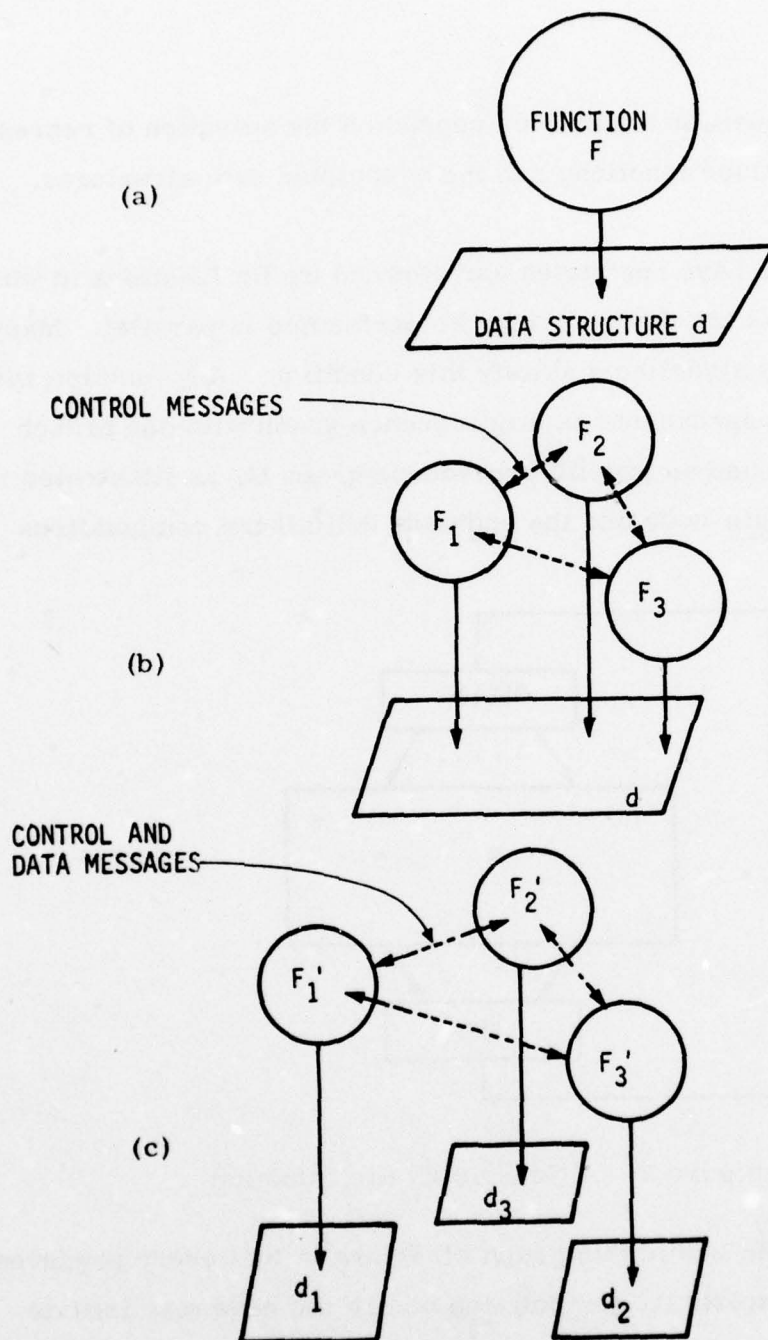 FUNCTION
F
(a)
DATA STRUCTURE d
CONTROL MESSAGES
F2
F1
F3
(b)
d
CONTROL AND
DATA MESSAGES
F2'
F1'
F3'
(c)
d3
d1
d2